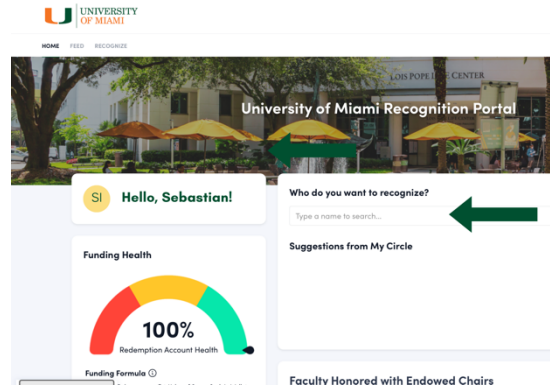 UNIVERSITY
OF MIAMI
HOME FEED RECOGNIZE
LOIS POPE LIFE CENTER
University of Miami Recognition Portal
SI Hello, Sebastian!
Who do you want to recognize?
Type a name to search...
Suggestions from My Circle
Funding Health
100%
Redemption Account Health
Funding Formula
Faculty Honored with Endowed Chairs